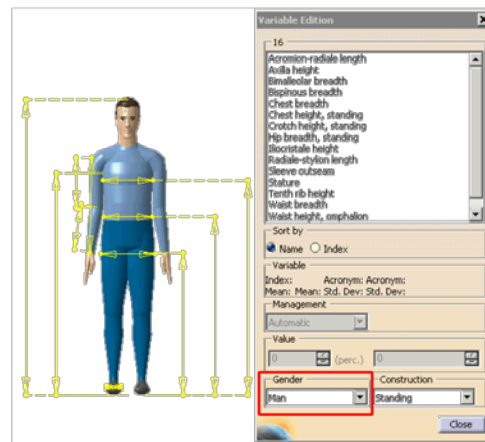 Variable Edition
16
Acromion-radiale length
Axilla height
Bimalleolar breadth
Bispinous breadth
Chest breadth
Chest height, standing
Crotch height, standing
Hip breadth, standing
Iliocristale height
Radiale-stylion length
Sleeve outseam
Stature
Tenth rib height
Waist breadth
Waist height, omphalion
Sort by
Name Index
Variable
Index: Acronym: Acronym:
Mean: Mean: Std. Dev: Std. Dev:
Management
Automatic
Value
0 (perc.) 0
Gender Construction
Man Standing
Close